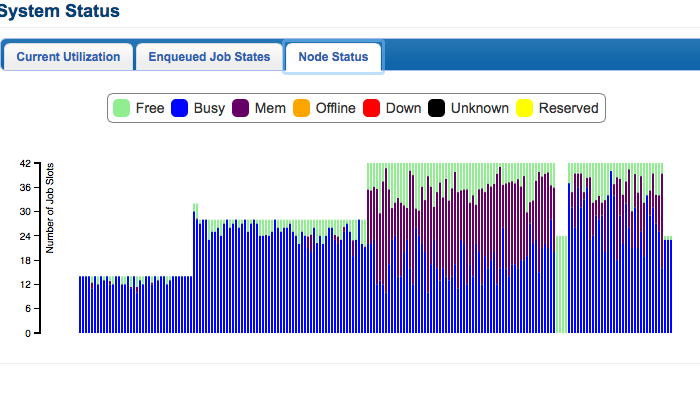 System Status
Current Utilization Enqueued Job States Node Status
Free Busy Mem Offline Down Unknown Reserved
42
36
30
24
18
12
6
0
Number of Job Slots